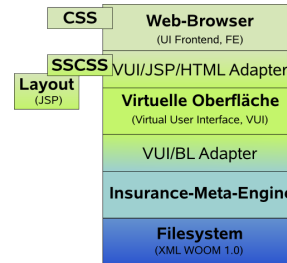 CSS
Web-Browser
(UI Frontend, FE)
SSCSS
VUI/JSP/HTML Adapter
Layout
(JSP)
Virtuelle Oberfläche
(Virtual User Interface, VUI)
VUI/BL Adapter
Insurance-Meta-Engine
Filesystem
(XML WOOM 1.0)